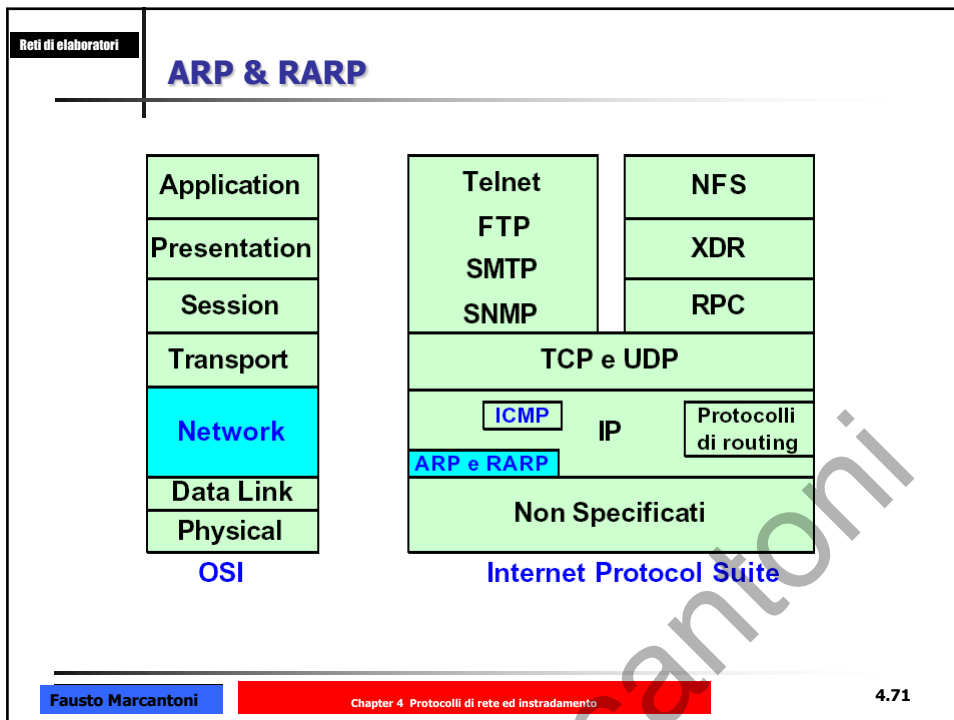 Reti di elaboratori
ARP & RARP
Application
Presentation
Session
Transport
Network
Data Link
Physical
OSI
Telnet
FTP
SMTP
SNMP
NFS
XDR
RPC
TCP e UDP
ICMP
IP
Protocolli
di routing
ARP e RARP
Non Specificati
Internet Protocol Suite
cantoni
Fausto Marcantoni
Chapter 4 Protocolli di rete ed instradamento
4.71